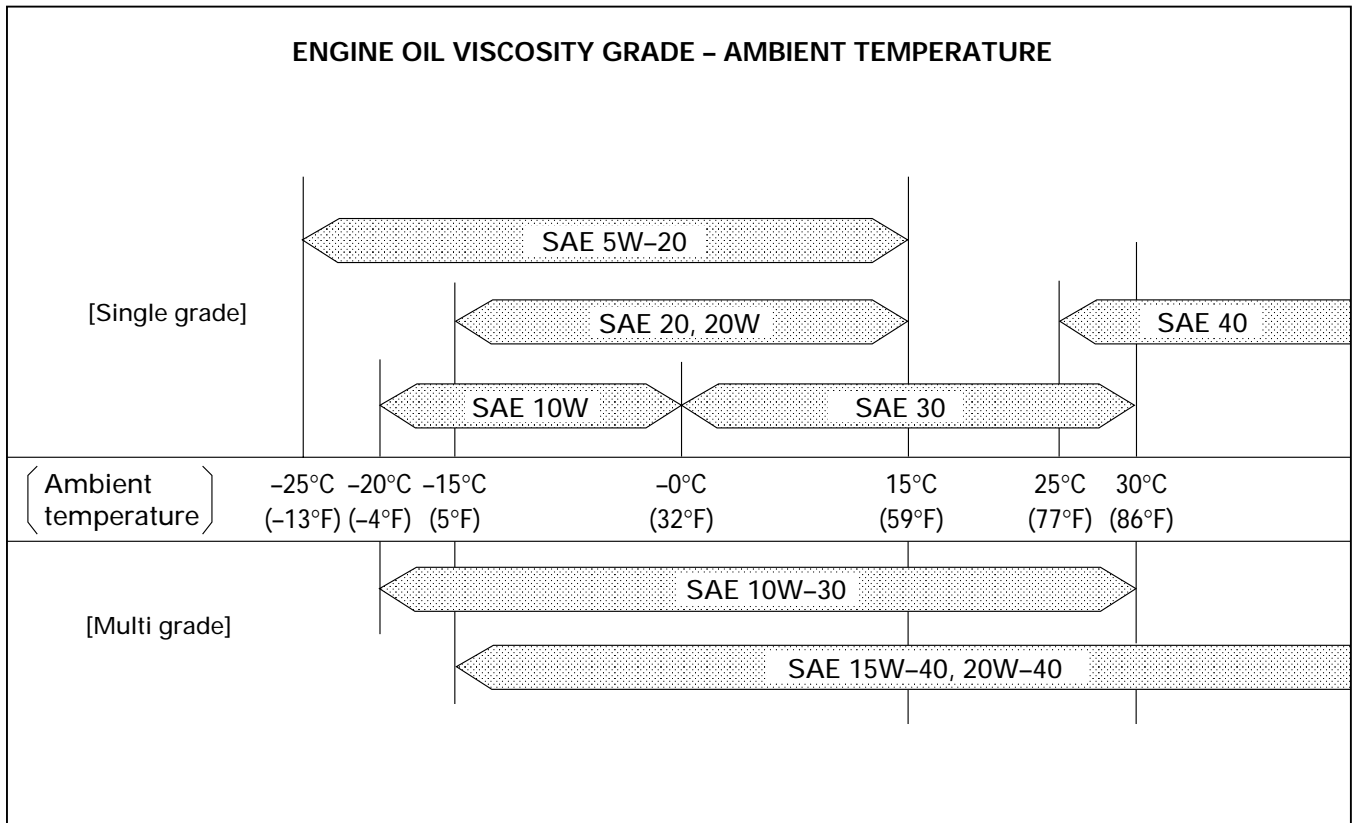 ENGINE OIL VISCOSITY GRADE – AMBIENT TEMPERATURE
SAE 5W–20
[Single grade]
SAE 20, 20W
SAE 40
SAE 10W
SAE 30
Ambient temperature
–25°C –20°C –15°C –0°C 15°C 25°C 30°C
(–13°F) (–4°F) (5°F) (32°F) (59°F) (77°F) (86°F)
SAE 10W–30
[Multi grade]
SAE 15W–40, 20W–40